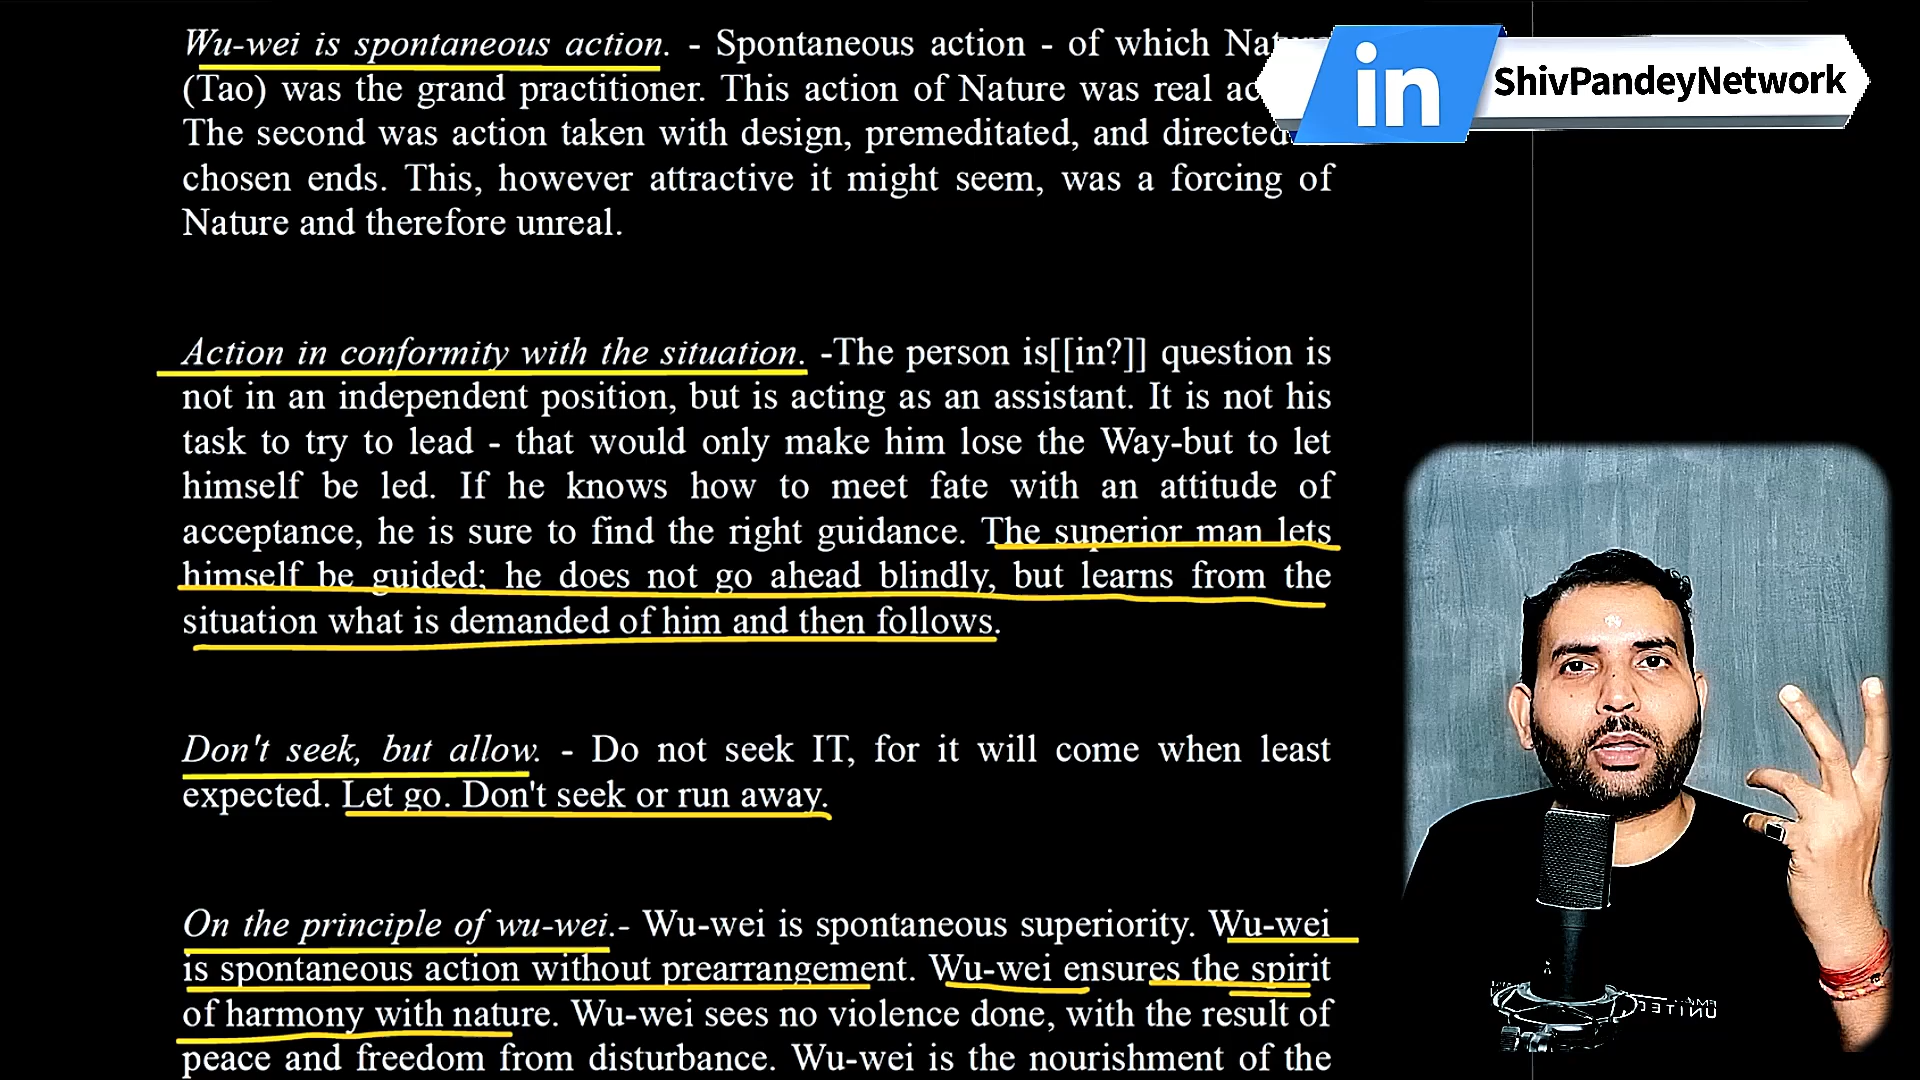 Wu-wei is spontaneous action. - Spontaneous action - of which
(Tao) was the grand practitioner. This action of Nature was real
The second was action taken with design, premeditated, and directed
chosen ends. This, however attractive it might seem, was a forcing of
Nature and therefore unreal.
in ShivPandeyNetwork
Action in conformity with the situation. -The person is[[in?]] question is
not in an independent position, but is acting as an assistant. It is not his
task to try to lead - that would only make him lose the Way-but to let
himself be led. If he knows how to meet fate with an attitude of
acceptance, he is sure to find the right guidance. The superior man lets
himself be guided; he does not go ahead blindly, but learns from the
situation what is demanded of him and then follows.
Don't seek, but allow. - Do not seek IT, for it will come when least
expected. Let go. Don't seek or run away.
On the principle of wu-wei.- Wu-wei is spontaneous superiority. Wu-wei
is spontaneous action without prearrangement. Wu-wei ensures the spirit
of harmony with nature. Wu-wei sees no violence done, with the result of
peace and freedom from disturbance. Wu-wei is the nourishment of the